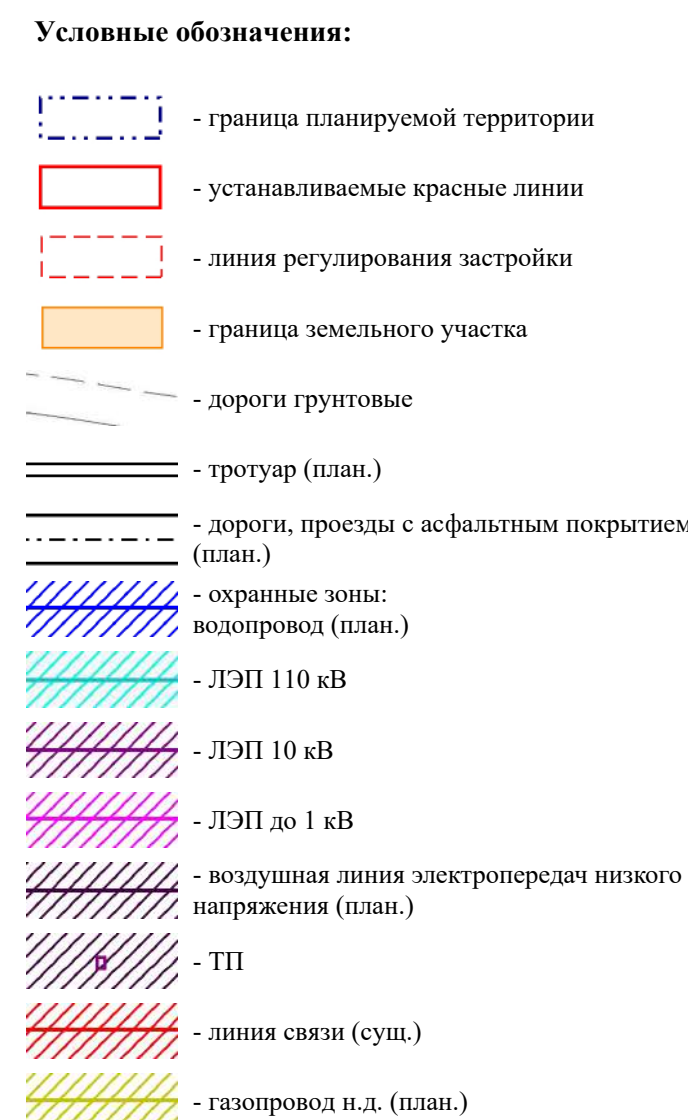 Условные обозначения:
- граница планируемой территории
- устанавливаемые красные линии
- линия регулирования застройки
- граница земельного участка
- дороги грунтовые
- тротуар (план.)
- дороги, проезды с асфальтным покрытием
(план.)
- охранные зоны:
водопровод (план.)
- ЛЭП 110 кВ
- ЛЭП 10 кВ
- ЛЭП до 1 кВ
- воздушная линия электропередач низкого
напряжения (план.)
- ТП
- линия связи (сущ.)
- газопровод н.д. (план.)